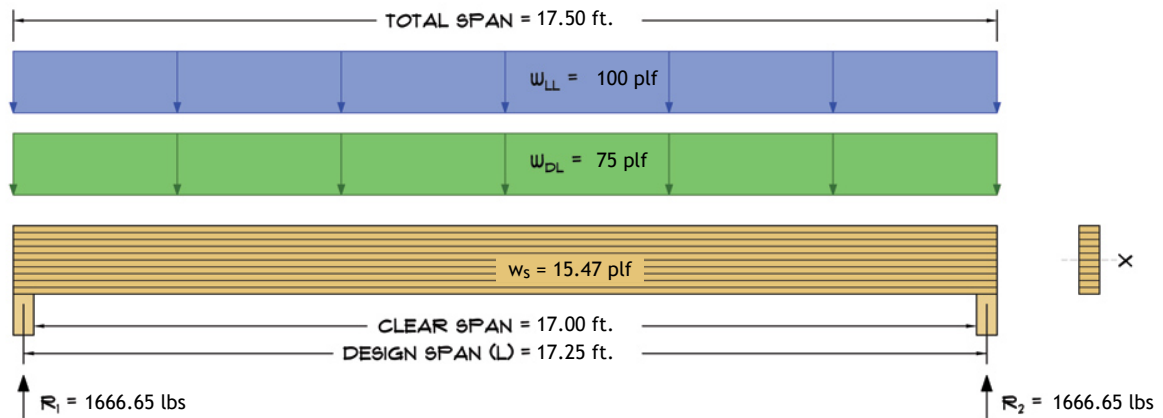 TOTAL SPAN = 17.50 ft.
wLL = 100 plf
wDL = 75 plf
ws = 15.47 plf
X
CLEAR SPAN = 17.00 ft.
DESIGN SPAN (L) = 17.25 ft.
R1 = 1666.65 lbs
R2 = 1666.65 lbs